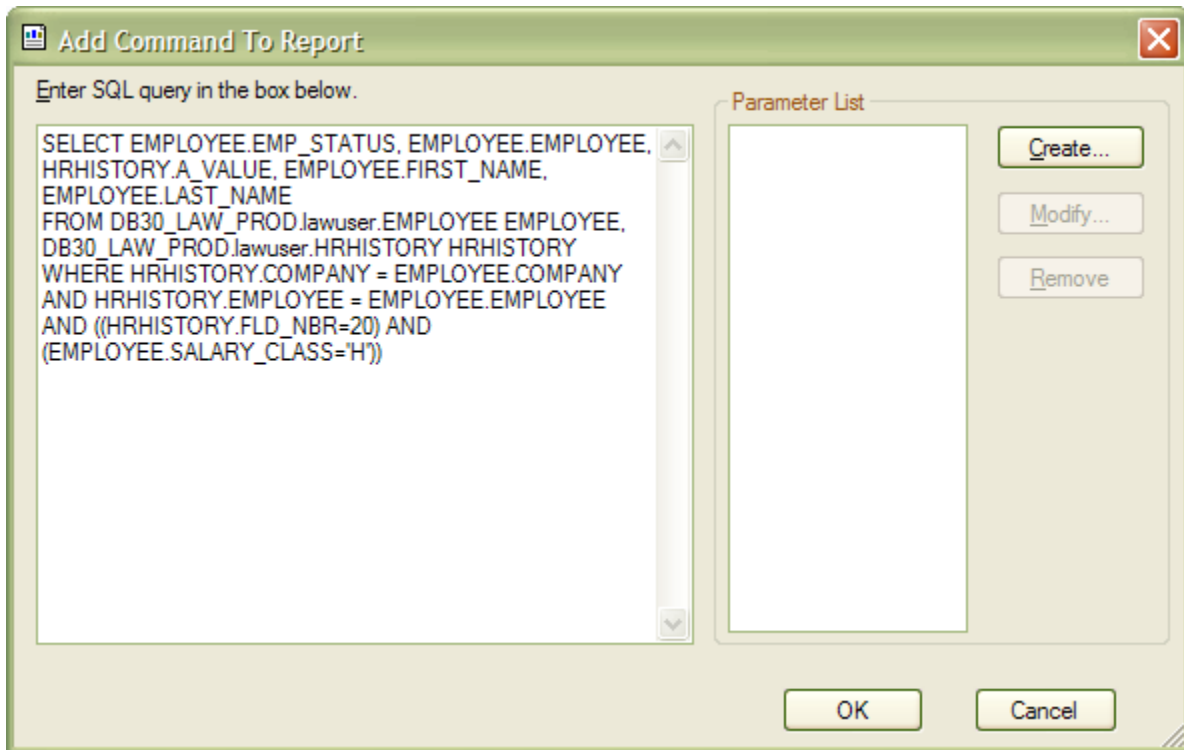 Add Command To Report
Enter SQL query in the box below.
SELECT EMPLOYEE.EMP_STATUS, EMPLOYEE.EMPLOYEE,
HRHISTORY.A_VALUE, EMPLOYEE.FIRST_NAME,
EMPLOYEE.LAST_NAME
FROM DB30_LAW_PROD.lawuser.EMPLOYEE EMPLOYEE,
DB30_LAW_PROD.lawuser.HRHISTORY HRHISTORY
WHERE HRHISTORY.COMPANY = EMPLOYEE.COMPANY
AND HRHISTORY.EMPLOYEE = EMPLOYEE.EMPLOYEE
AND ((HRHISTORY.FLD_NBR=20) AND
(EMPLOYEE.SALARY_CLASS='H'))
Parameter List
Create...
Modify...
Remove
OK
Cancel